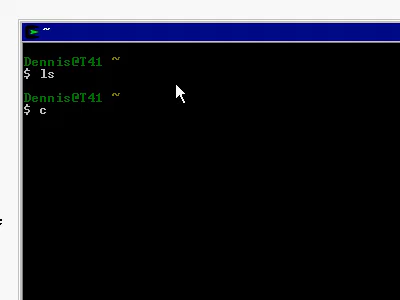 ~
Dennis@T41 ~
$ ls
Dennis@T41 ~
$ c